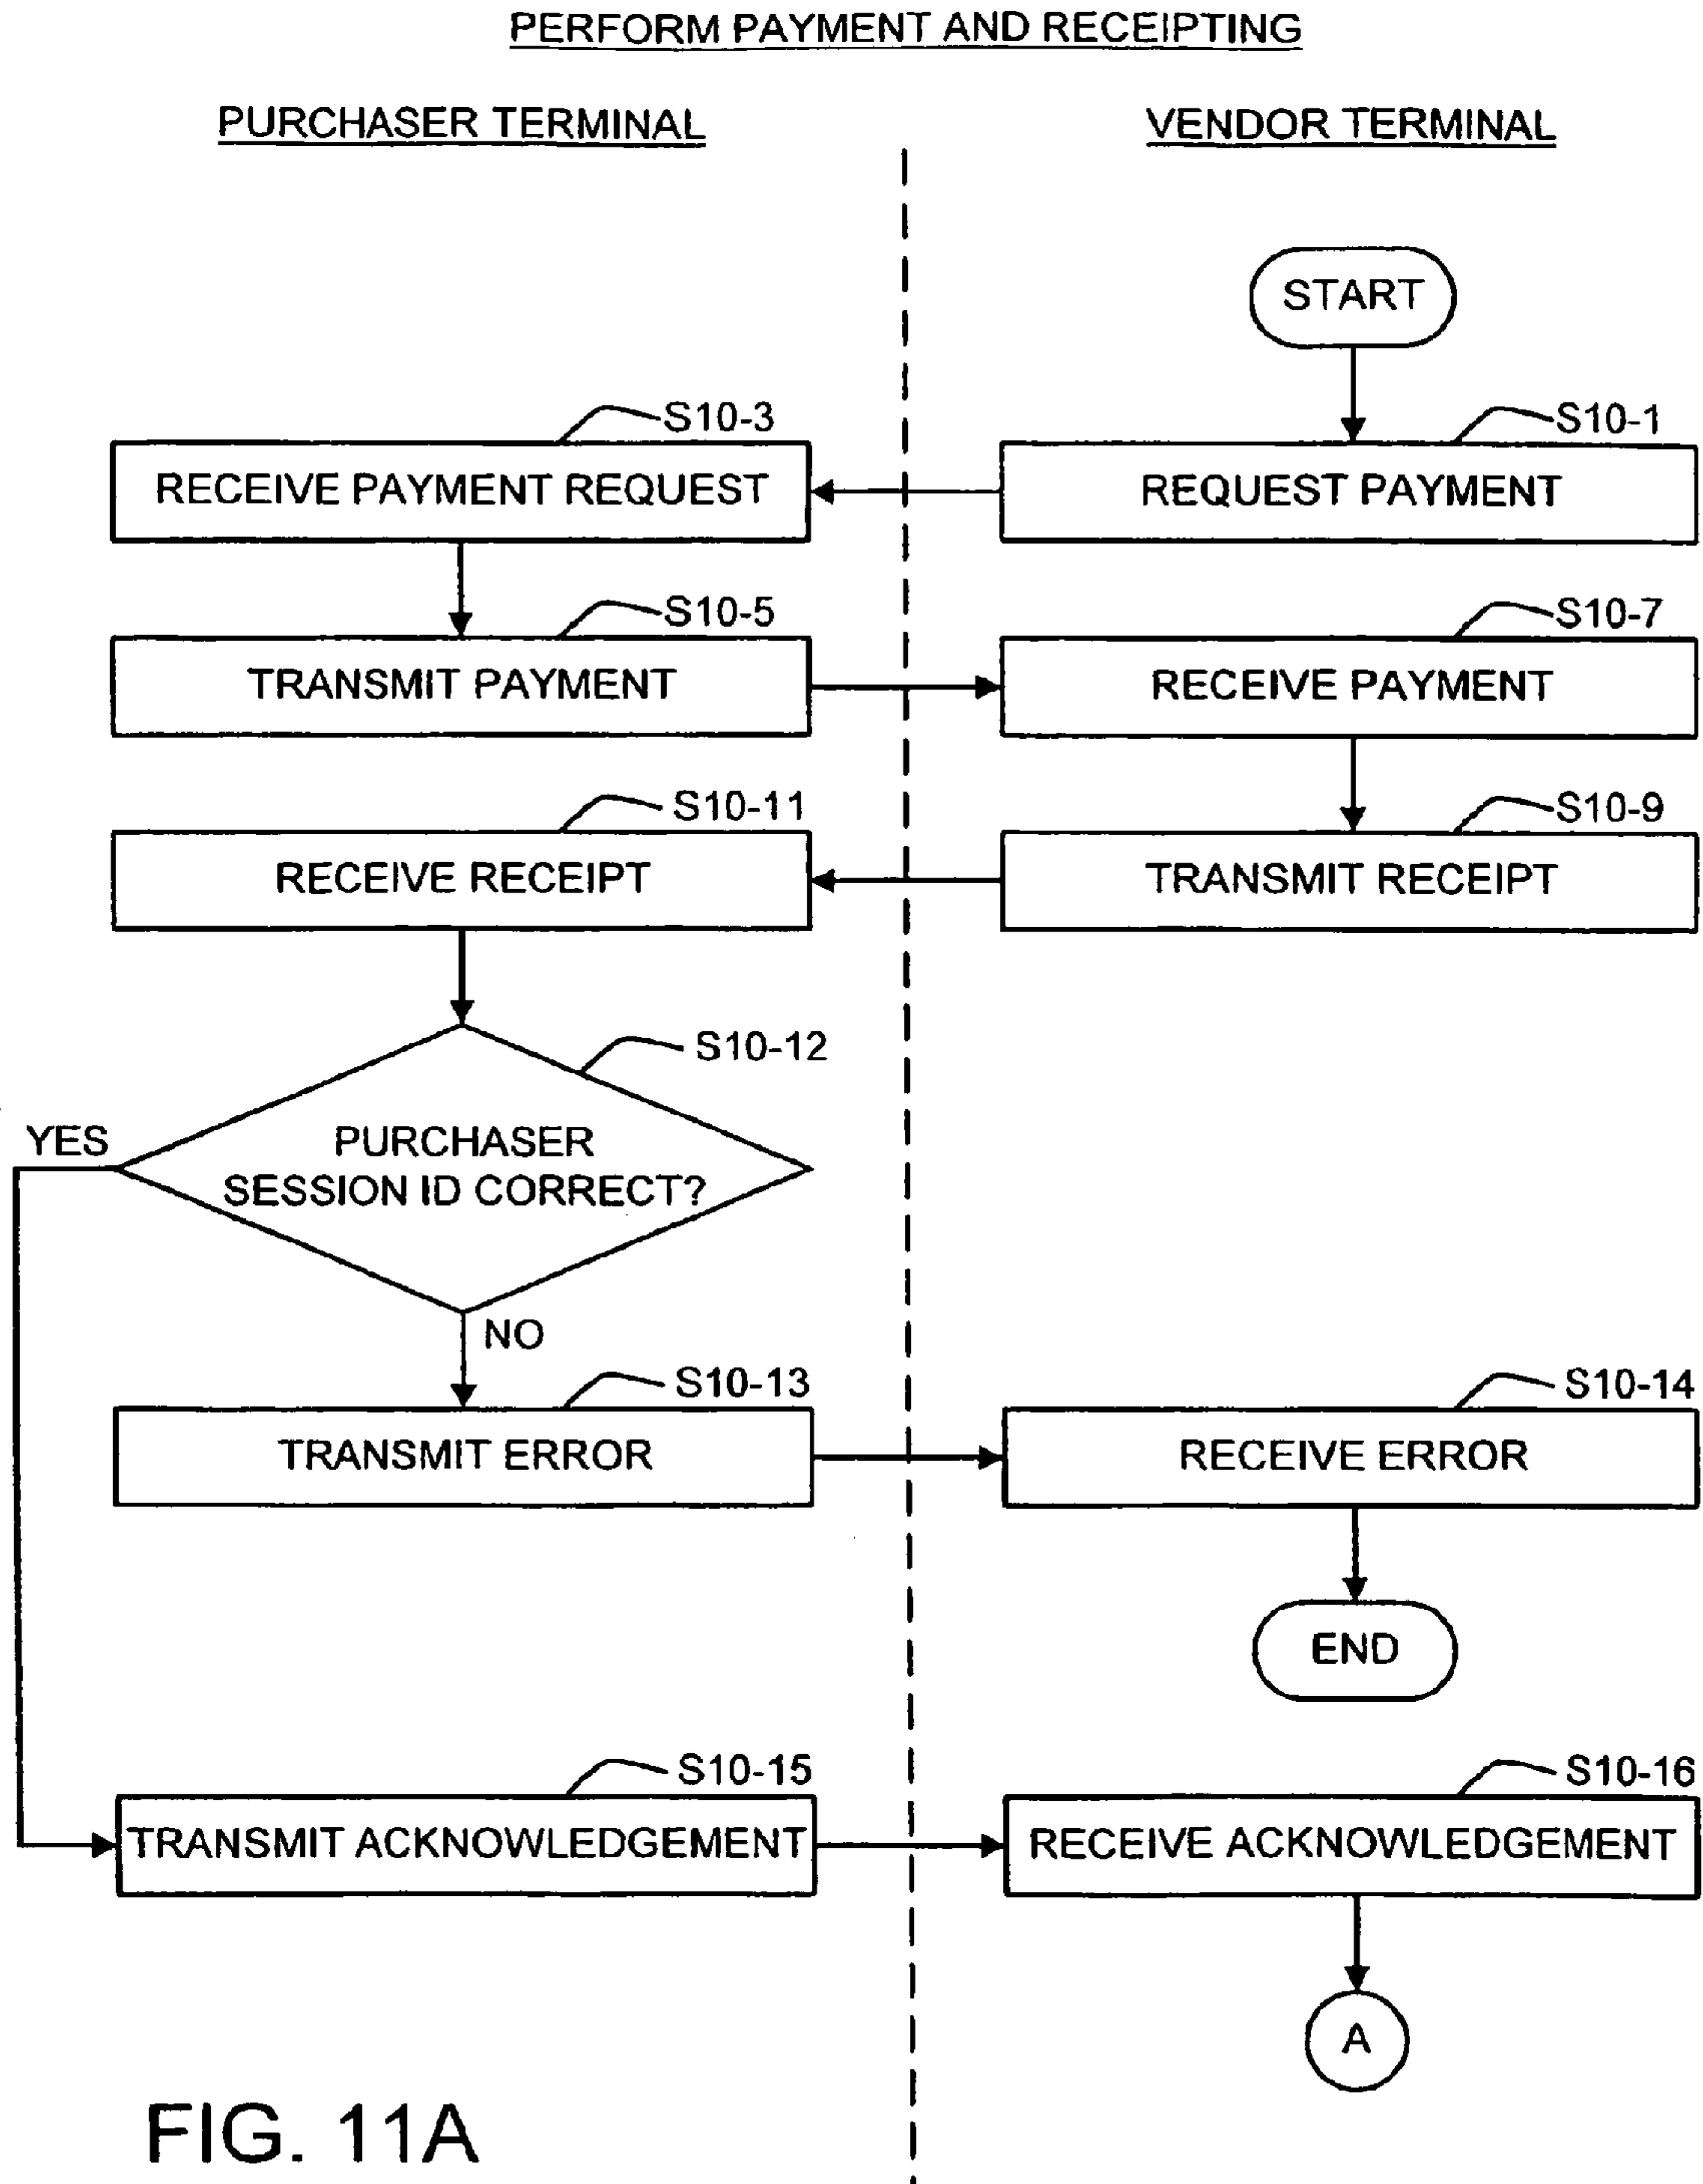 PERFORM PAYMENT AND RECEIPTING
PURCHASER TERMINAL
VENDOR TERMINAL
START
S10-3
S10-1
RECEIVE PAYMENT REQUEST
REQUEST PAYMENT
S10-5
S10-7
TRANSMIT PAYMENT
RECEIVE PAYMENT
S10-11
S10-9
RECEIVE RECEIPT
TRANSMIT RECEIPT
S10-12
YES
PURCHASER
SESSION ID CORRECT?
NO
S10-13
S10-14
TRANSMIT ERROR
RECEIVE ERROR
END
S10-15
S10-16
TRANSMIT ACKNOWLEDGEMENT
RECEIVE ACKNOWLEDGEMENT
A
FIG. 11A